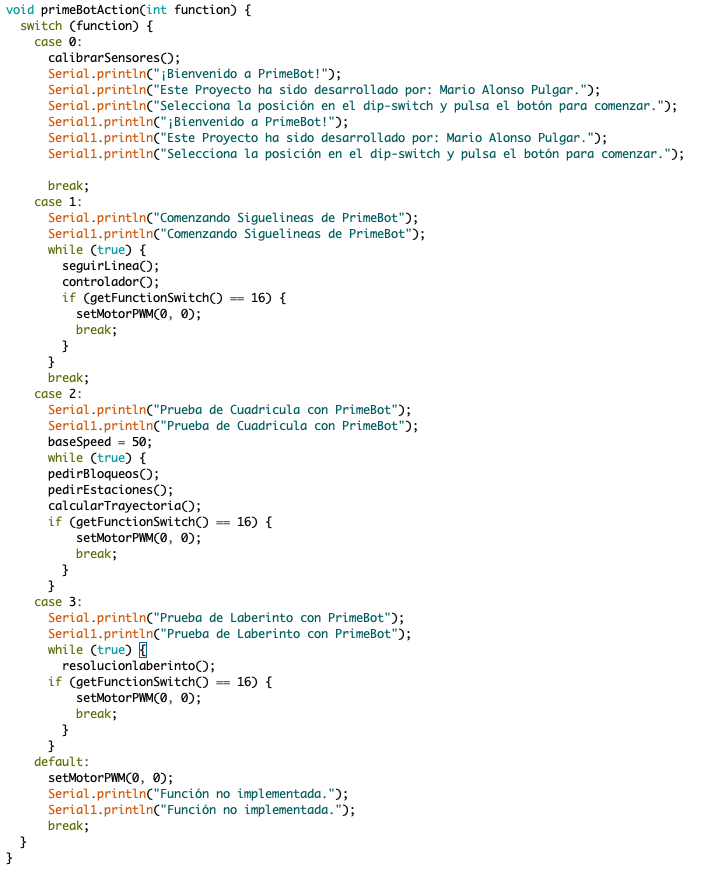 void primeBotAction(int function) {
  switch (function) {
    case 0:
      calibrarSensores();
      Serial.println("¡Bienvenido a PrimeBot!");
      Serial.println("Este Proyecto ha sido desarrollado por: Mario Alonso Pulgar.");
      Serial.println("Selecciona la posición en el dip-switch y pulsa el botón para comenzar.");
      Serial1.println("¡Bienvenido a PrimeBot!");
      Serial1.println("Este Proyecto ha sido desarrollado por: Mario Alonso Pulgar.");
      Serial1.println("Selecciona la posición en el dip-switch y pulsa el botón para comenzar.");

      break;
    case 1:
      Serial.println("Comenzando Siguelineas de PrimeBot");
      Serial1.println("Comenzando Siguelineas de PrimeBot");
      while (true) {
        seguirLinea();
        controlador();
        if (getFunctionSwitch() == 16) {
          setMotorPWM(0, 0);
          break;
        }
      }
      break;
    case 2:
      Serial.println("Prueba de Cuadricula con PrimeBot");
      Serial1.println("Prueba de Cuadricula con PrimeBot");
      baseSpeed = 50;
      while (true) {
      pedirBloqueos();
      pedirEstaciones();
      calcularTrayectoria();
      if (getFunctionSwitch() == 16) {
          setMotorPWM(0, 0);
          break;
        }
      }
    case 3:
      Serial.println("Prueba de Laberinto con PrimeBot");
      Serial1.println("Prueba de Laberinto con PrimeBot");
      while (true) {
        resolucionlaberinto();
      if (getFunctionSwitch() == 16) {
          setMotorPWM(0, 0);
          break;
        }
      }
    default:
      setMotorPWM(0, 0);
      Serial.println("Función no implementada.");
      Serial1.println("Función no implementada.");
      break;
  }
}